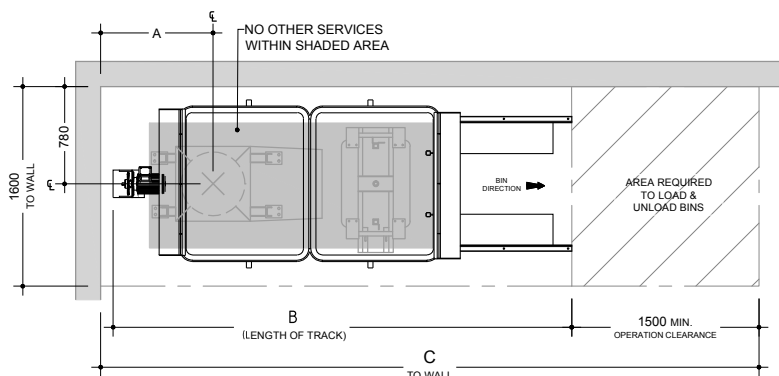 ℄
A
NO OTHER SERVICES
WITHIN SHADED AREA
780
1600
TO WALL
℄
BIN
DIRECTION
AREA REQUIRED
TO LOAD &
UNLOAD BINS
B
(LENGTH OF TRACK)
1500 MIN.
OPERATION CLEARANCE
C
TO WALL